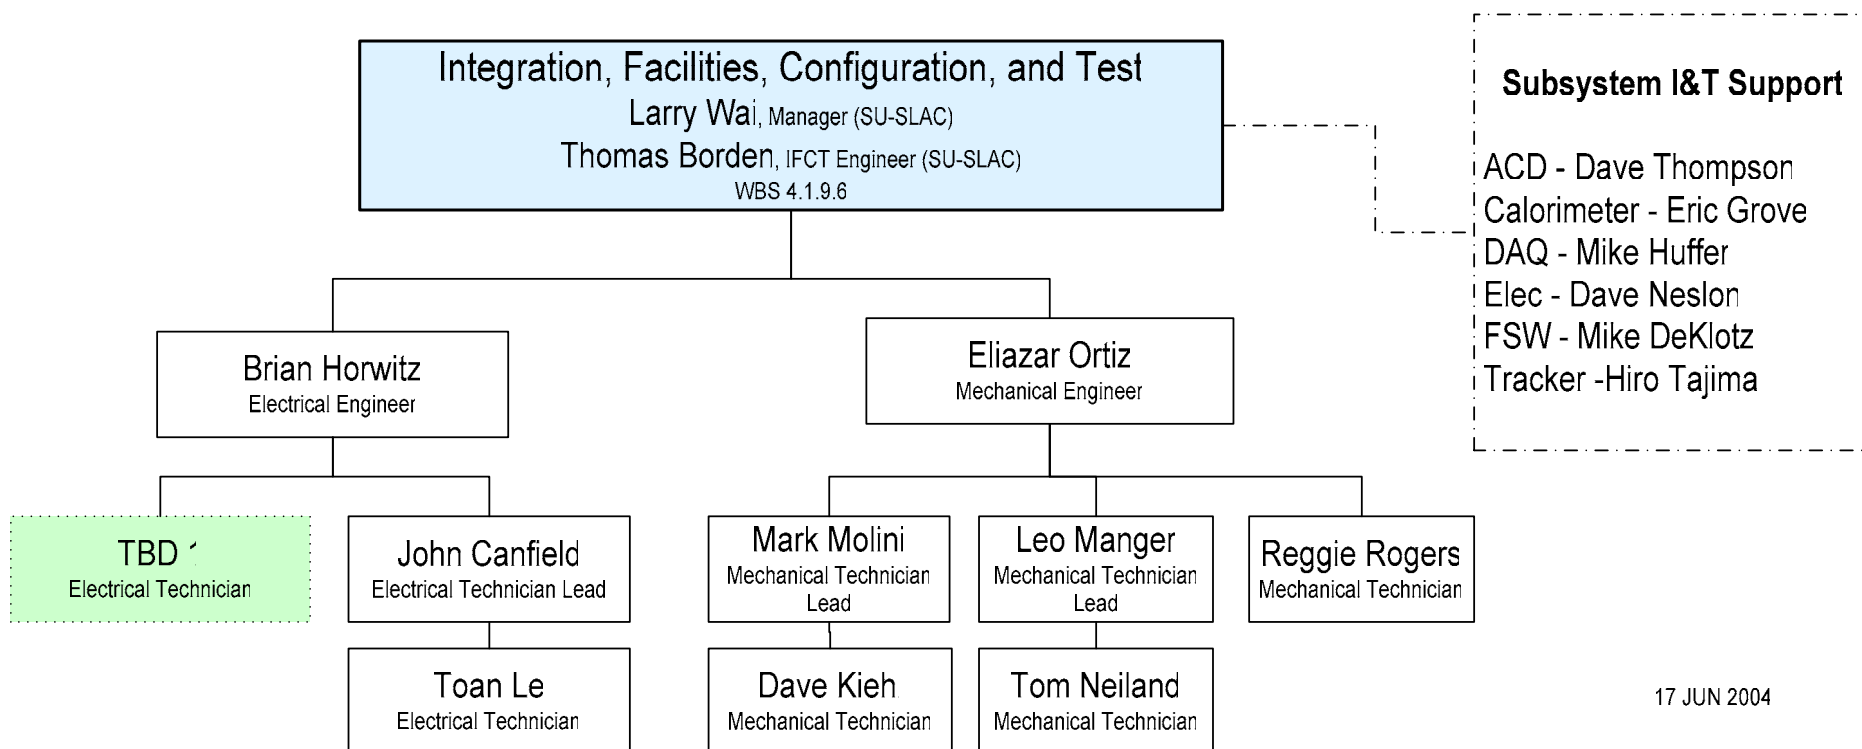 Integration, Facilities, Configuration, and Test
Larry Wai, Manager (SU-SLAC)
Thomas Borden, IFCT Engineer (SU-SLAC)
WBS 4.1.9.6
Subsystem I&T Support
ACD - Dave Thompson
Calorimeter - Eric Grove
DAQ - Mike Huffer
Elec - Dave Neslon
FSW - Mike DeKlotz
Tracker -Hiro Tajima
Brian Horwitz
Electrical Engineer
Eliazar Ortiz
Mechanical Engineer
TBD
Electrical Technician
John Canfield
Electrical Technician Lead
Mark Molini
Mechanical Technician
Lead
Leo Manger
Mechanical Technician
Lead
Reggie Rogers
Mechanical Technician
Toan Le
Electrical Technician
Dave Kieh
Mechanical Technician
Tom Neiland
Mechanical Technician
17 JUN 2004